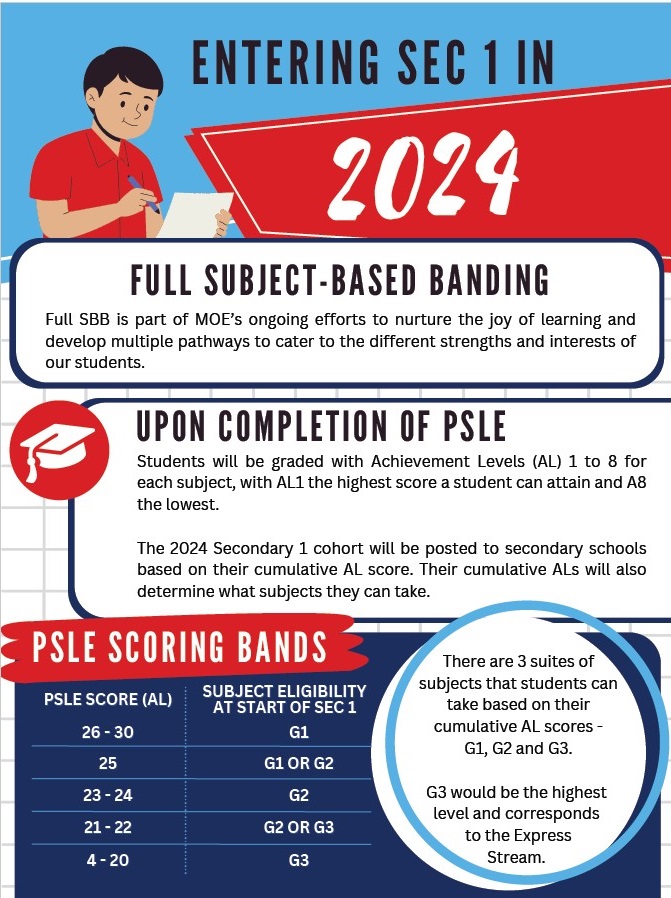 ENTERING SEC 1 IN
2024
FULL SUBJECT-BASED BANDING
Full SBB is part of MOE's ongoing efforts to nurture the joy of learning and
develop multiple pathways to cater to the different strengths and interests of
our students.
UPON COMPLETION OF PSLE
Students will be graded with Achievement Levels (AL) 1 to 8 for
each subject, with AL1 the highest score a student can attain and A8
the lowest.
The 2024 Secondary 1 cohort will be posted to secondary schools
based on their cumulative AL score. Their cumulative ALs will also
determine what subjects they can take.
PSLE SCORING BANDS
PSLE SCORE (AL)
SUBJECT ELIGIBILITY
AT START OF SEC 1
26 - 30 G1
25 G1 OR G2
23 - 24 G2
21 - 22 G2 OR G3
4 - 20 G3
There are 3 suites of
subjects that students can
take based on their
cumulative AL scores -
G1, G2 and G3.
G3 would be the highest
level and corresponds
to the Express
Stream.